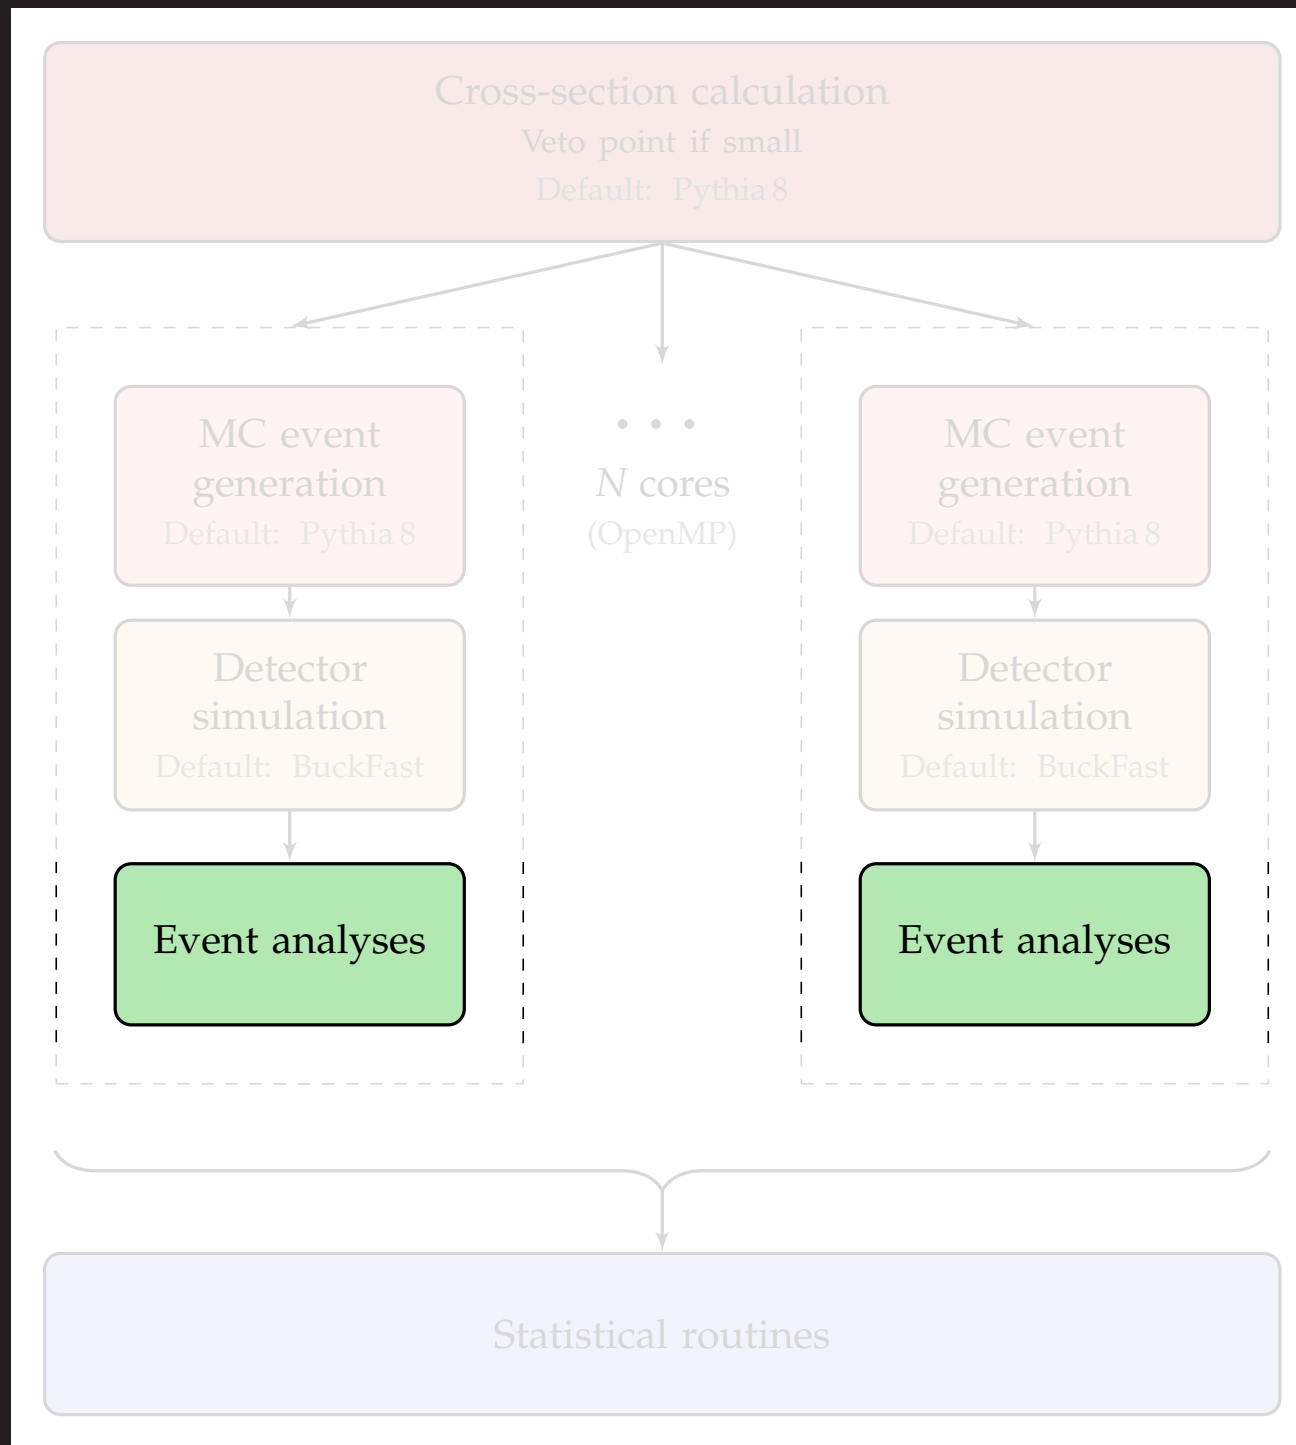 Cross-section calculation
Veto point if small
Default: Pythia 8
MC event
generation
Default: Pythia 8
Detector
simulation
Default: BuckFast
Event analyses
. . .
N cores
(OpenMP)
MC event
generation
Default: Pythia 8
Detector
simulation
Default: BuckFast
Event analyses
Statistical routines